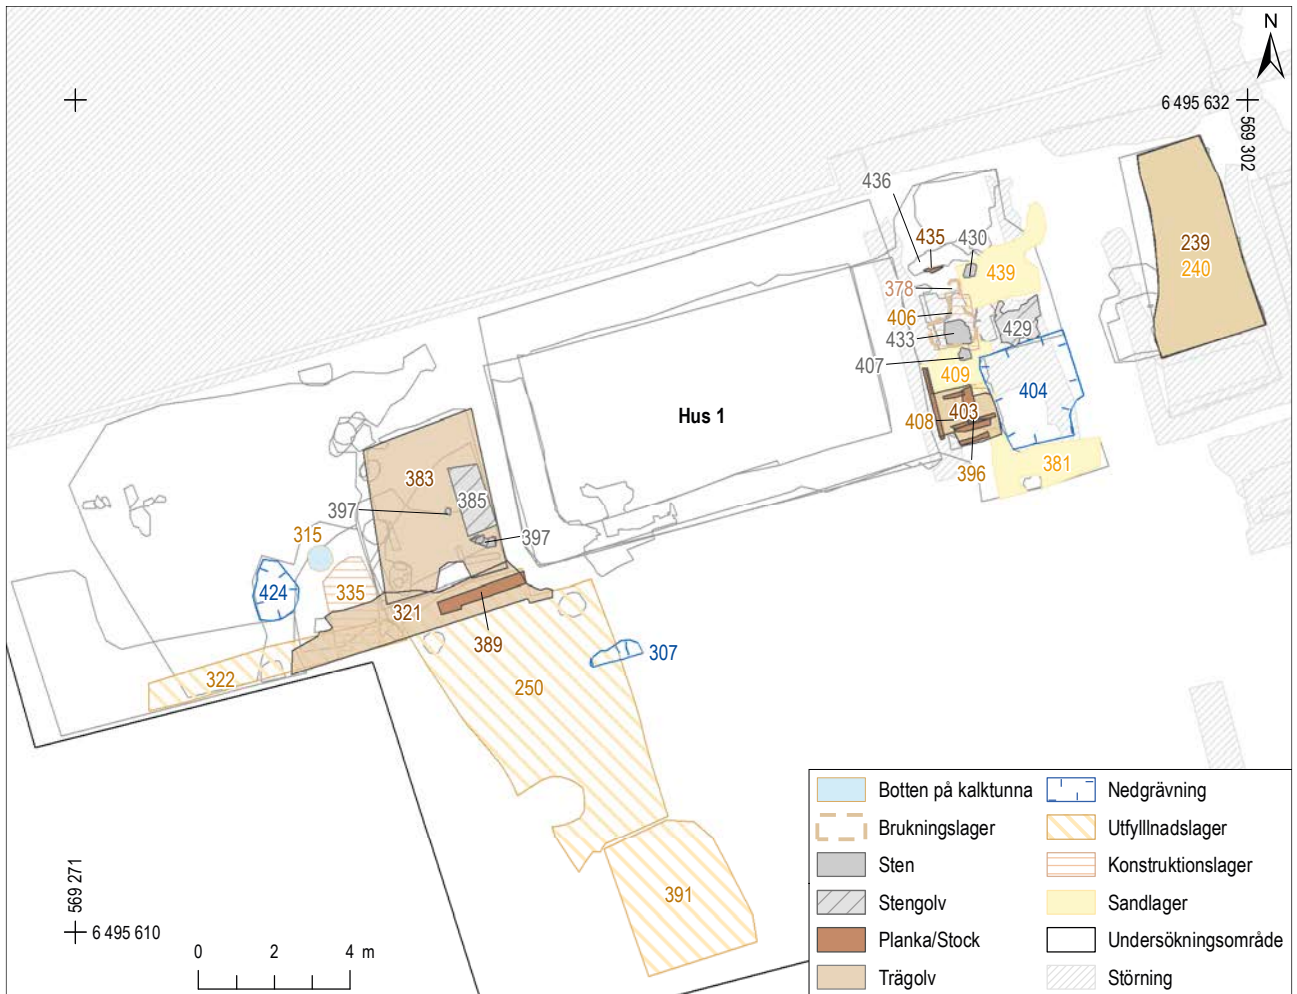 N
6 495 632
569 302
436
435
430
239
240
439
378
406
433
429
407
409
404
Hus 1
408
403
396
381
383
385
397
397
315
424
335
321
389
307
322
250
391
569 271
6 495 610
0 2 4 m
Botten på kalktunna
Brukningslager
Sten
Stengolv
Planka/Stock
Trägolv
Nedgrävning
Utfylllnadslager
Konstruktionslager
Sandlager
Undersökningsområde
Störning